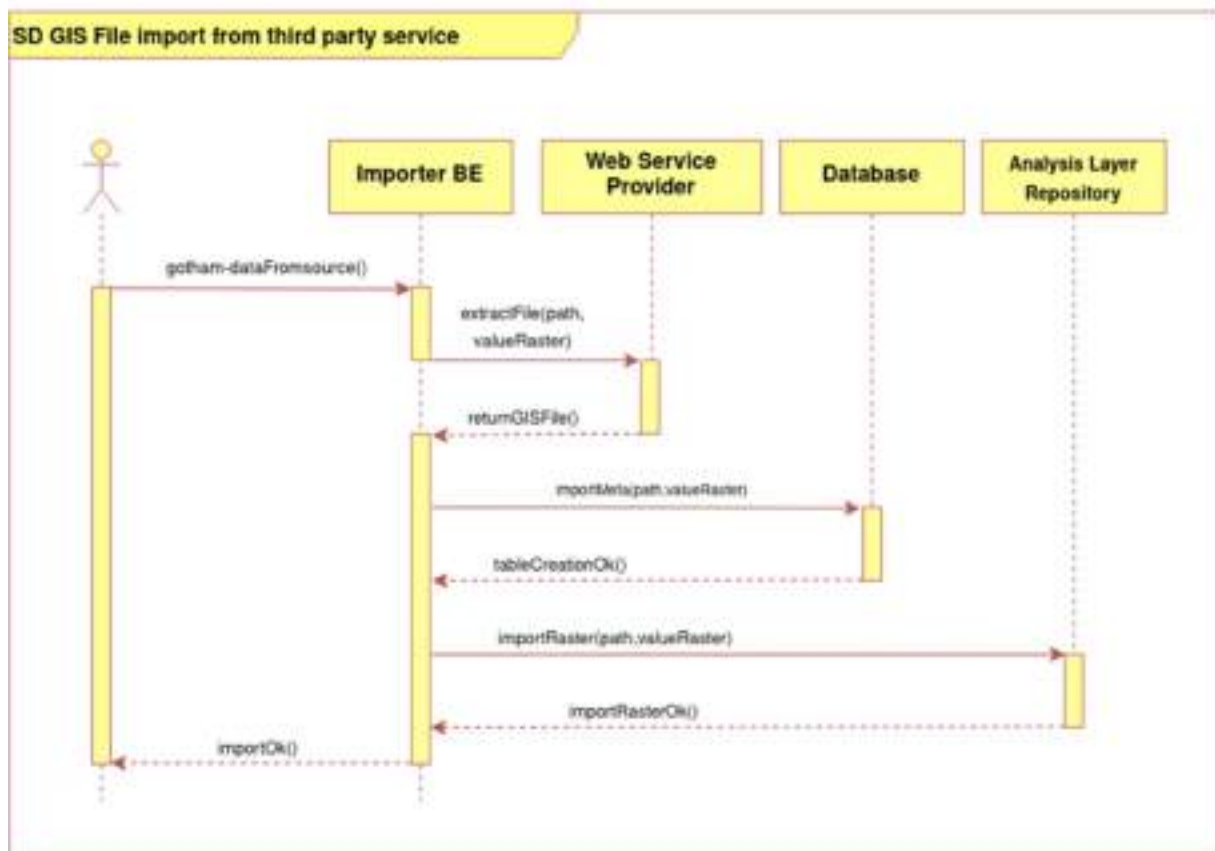 SD GIS File import from third party service
Importer BE
Web Service
Provider
Database
Analysis Layer
Repository
gotham-dataFromsource()
extractFile(path,
valueRaster)
returnGISFile()
importMeta(path,valueRaster)
tableCreationOk()
importRaster(path,valueRaster)
importRasterOk()
importOk()